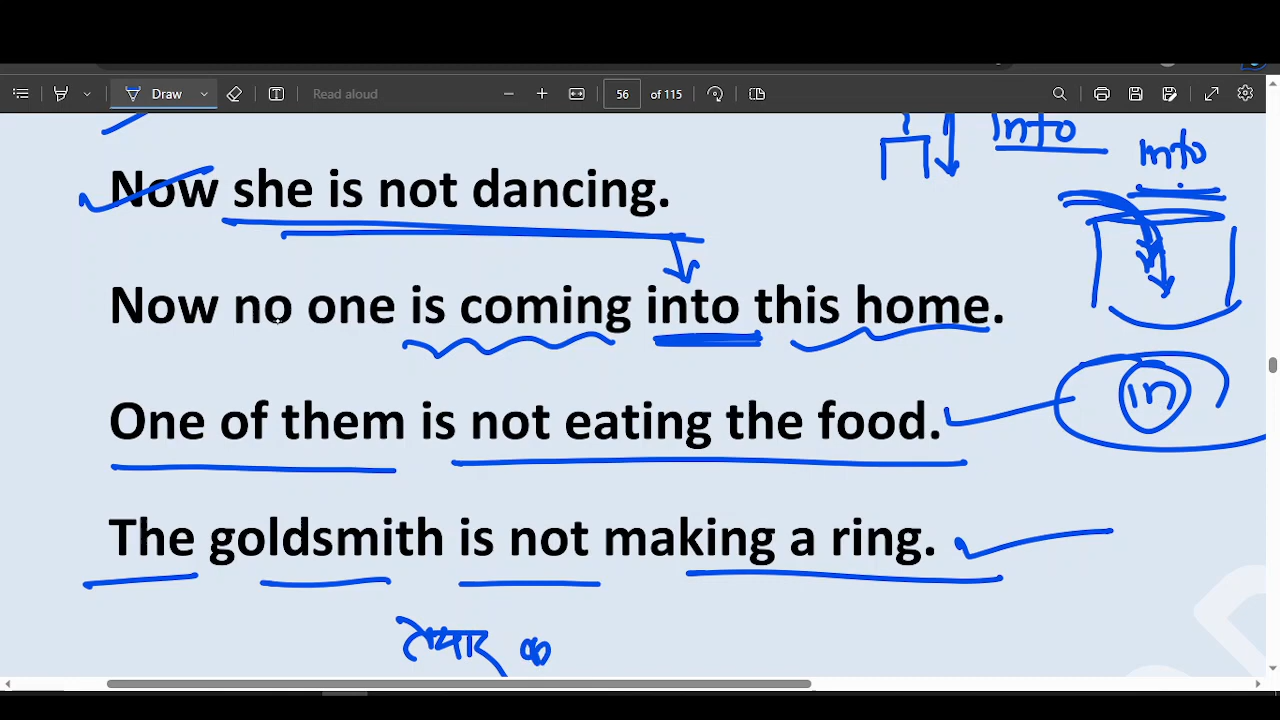 Draw Read aloud 56 of 115
into
into
Now she is not dancing.
Now no one is coming into this home.
in
One of them is not eating the food.
The goldsmith is not making a ring.
तैयार